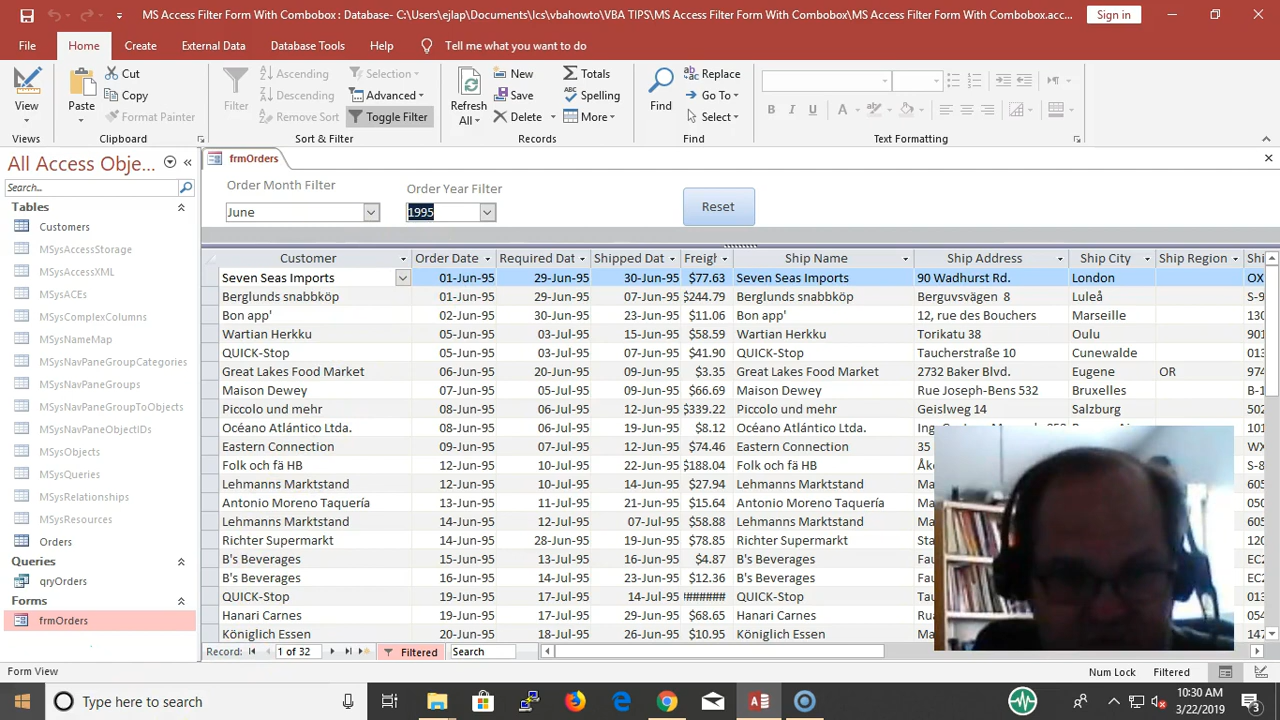 MS Access Filter Form With Combobox : Database- C:\Users\ejlap\Documents\lcs\vbahowto\VBA TIPS\MS Access Filter Form With Combobox\MS Access Filter Form With Combobox.acc...
Sign in
File Home Create External Data Database Tools Help Tell me what you want to do
View
Views
Paste
Cut
Copy
Format Painter
Clipboard
Filter
Ascending
Descending
Remove Sort
Selection
Advanced
Toggle Filter
Sort & Filter
Refresh All
New
Save
Delete
Totals
Spelling
More
Records
Find
Replace
Go To
Select
Find
Text Formatting
All Access Obje...
Search...
Tables
Customers
MSysAccessStorage
MSysAccessXML
MSysACEs
MSysComplexColumns
MSysNameMap
MSysNavPaneGroupCategories
MSysNavPaneGroups
MSysNavPaneGroupToObjects
MSysNavPaneObjectIDs
MSysObjects
MSysQueries
MSysRelationships
MSysResources
Orders
Queries
qryOrders
Forms
frmOrders
frmOrders
Order Month Filter
Order Year Filter
June
1995
Reset
Customer Order Date Required Dat Shipped Dat Freigh Ship Name Ship Address Ship City Ship Region Shi
Seven Seas Imports 01-Jun-95 29-Jun-95 30-Jun-95 $77.63 Seven Seas Imports 90 Wadhurst Rd. London OX
Berglunds snabbköp 01-Jun-95 29-Jun-95 07-Jun-95 $244.79 Berglunds snabbköp Berguvsvägen 8 Luleå S-9
Bon app' 02-Jun-95 30-Jun-95 23-Jun-95 $11.06 Bon app' 12, rue des Bouchers Marseille 130
Wartian Herkku 05-Jun-95 03-Jul-95 09-Jun-95 $58.59 Wartian Herkku Torikatu 38 Oulu 901
QUICK-Stop 05-Jun-95 03-Jul-95 07-Jun-95 $41.90 QUICK-Stop Taucherstraße 10 Cunewalde 013
Great Lakes Food Market 06-Jun-95 20-Jun-95 09-Jun-95 $3.35 Great Lakes Food Market 2732 Baker Blvd. Eugene OR 974
Maison Dewey 07-Jun-95 05-Jul-95 09-Jun-95 $66.69 Maison Dewey Rue Joseph-Bens 532 Bruxelles B-1
Piccolo und mehr 08-Jun-95 06-Jul-95 12-Jun-95 $339.22 Piccolo und mehr Geislweg 14 Salzburg 502
Océano Atlántico Ltda. 08-Jun-95 06-Jul-95 19-Jun-95 $8.12 Océano Atlántico Ltda. 101
Eastern Connection 09-Jun-95 07-Jul-95 12-Jun-95 $74.46 Eastern Connection 35 WX
Folk och fä HB 12-Jun-95 10-Jul-95 22-Jun-95 $188.04 Folk och fä HB S-8
Lehmanns Marktstand 12-Jun-95 10-Jul-95 14-Jun-95 $27.94 Lehmanns Marktstand 605
Antonio Moreno Taquería 13-Jun-95 11-Jul-95 21-Jun-95 $15.64 Antonio Moreno Taquería 050
Lehmanns Marktstand 14-Jun-95 12-Jul-95 07-Jul-95 $58.88 Lehmanns Marktstand 605
Richter Supermarkt 14-Jun-95 28-Jun-95 19-Jun-95 $78.85 Richter Supermarkt 120
B's Beverages 15-Jun-95 13-Jul-95 16-Jun-95 $4.87 B's Beverages EC2
B's Beverages 16-Jun-95 14-Jul-95 23-Jun-95 $12.36 B's Beverages EC2
QUICK-Stop 19-Jun-95 17-Jul-95 14-Jul-95 ####### QUICK-Stop 013
Hanari Carnes 19-Jun-95 17-Jul-95 29-Jun-95 $68.65 Hanari Carnes
Königlich Essen 20-Jun-95 18-Jul-95 26-Jun-95 $10.95 Königlich Essen 147
Record: 1 of 32 Filtered Search
Form View
Num Lock Filtered
Type here to search
10:30 AM
3/22/2019
3